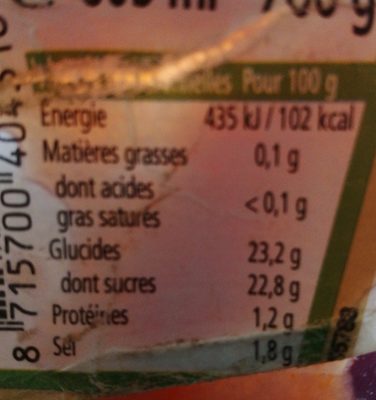 700 g
Pour 100 g
Energie 435 kJ / 102 kcal
Matières grasses 0,1 g
dont acides
gras saturés <0,1 g
Glucides 23,2 g
dont sucres 22,8 g
Protéines 1,2 g
Sel 1,8 g
8 715700 404